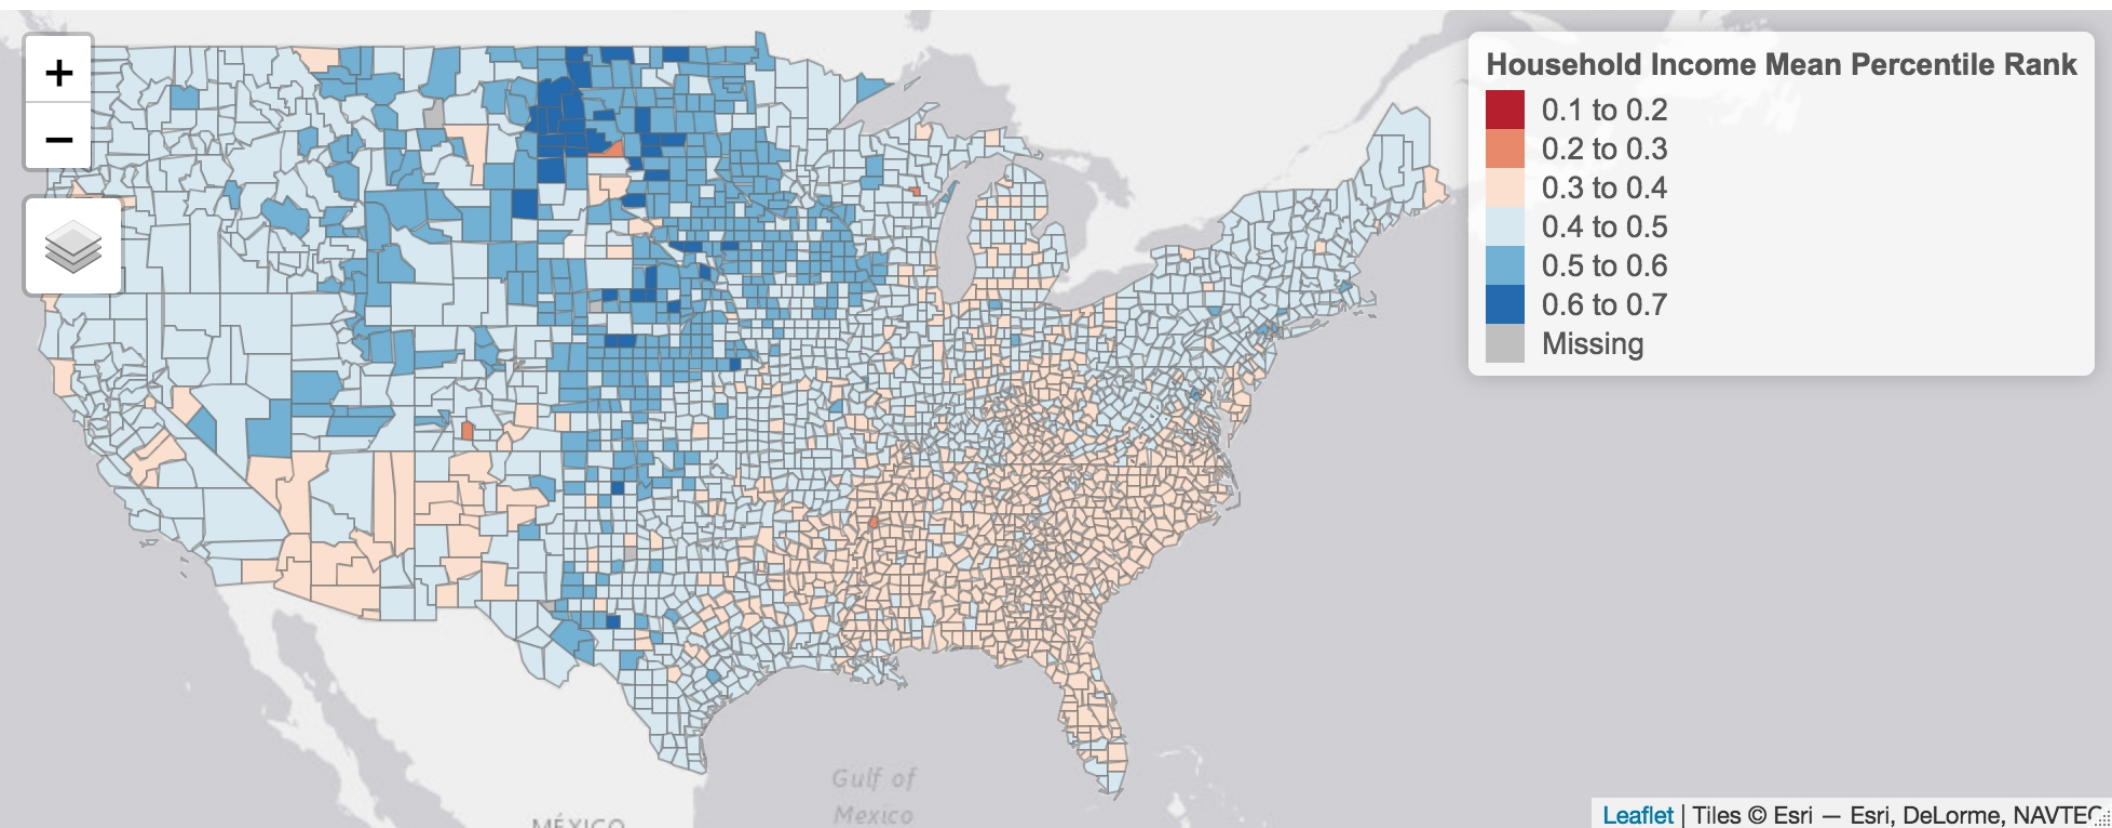 +
−
Household Income Mean Percentile Rank
0.1 to 0.2
0.2 to 0.3
0.3 to 0.4
0.4 to 0.5
0.5 to 0.6
0.6 to 0.7
Missing
Gulf of
Mexico
MÉXICO
Leaflet | Tiles © Esri — Esri, DeLorme, NAVTEC